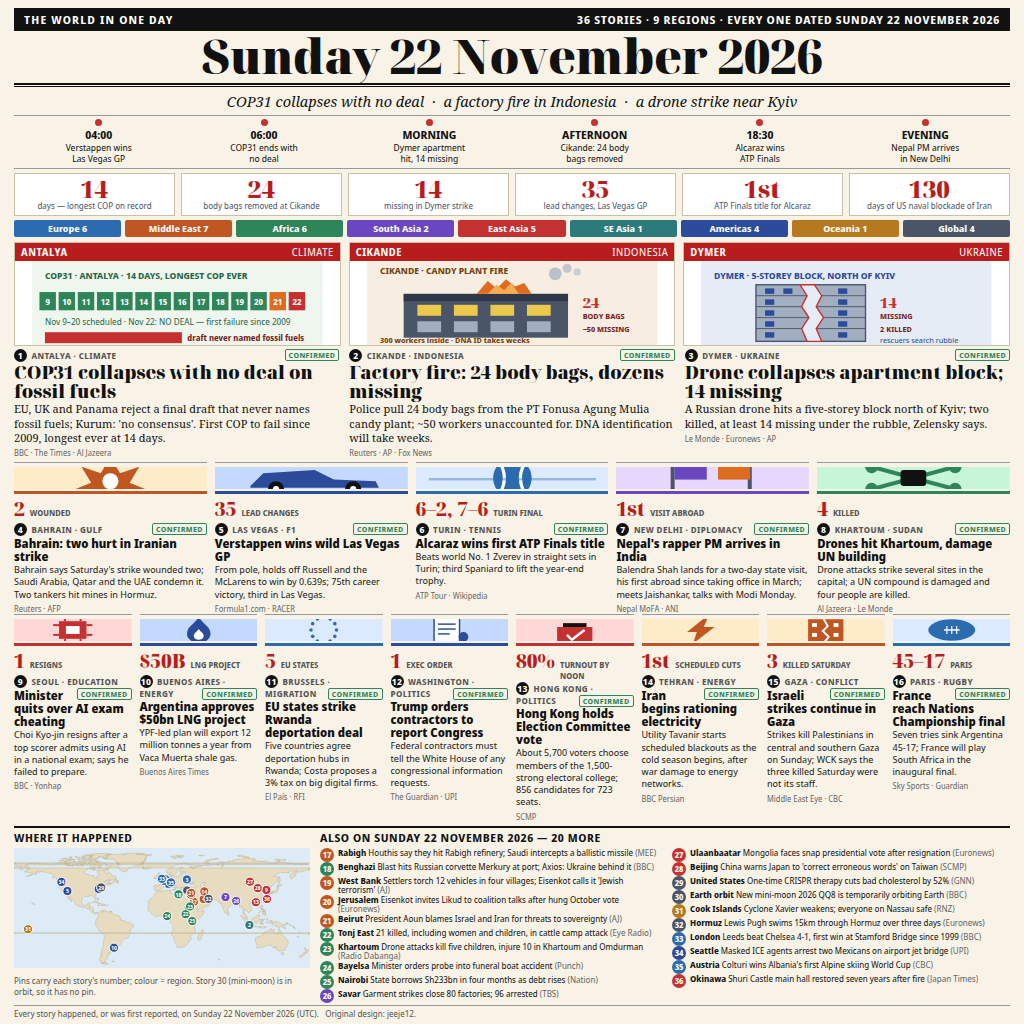 THE WORLD IN ONE DAY
36 STORIES · 9 REGIONS · EVERY ONE DATED SUNDAY 22 NOVEMBER 2026
Sunday 22 November 2026
COP31 collapses with no deal · a factory fire in Indonesia · a drone strike near Kyiv
04:00
Verstappen wins
Las Vegas GP
06:00
COP31 ends with
no deal
MORNING
Dymer apartment
hit, 14 missing
AFTERNOON
Cikande: 24 body
bags removed
18:30
Alcaraz wins
ATP Finals
EVENING
Nepal PM arrives
in New Delhi
14
days — longest COP on record
24
body bags removed at Cikande
14
missing in Dymer strike
35
lead changes, Las Vegas GP
1st
ATP Finals title for Alcaraz
130
days of US naval blockade of Iran
Europe 6
Middle East 7
Africa 6
South Asia 2
East Asia 5
SE Asia 1
Americas 4
Oceania 1
Global 4
ANTALYA CLIMATE
COP31 · ANTALYA · 14 DAYS, LONGEST COP EVER
9 10 11 12 13 14 15 16 17 18 19 20 21 22
Nov 9–20 scheduled · Nov 22: NO DEAL — first failure since 2009
draft never named fossil fuels
1 ANTALYA · CLIMATE CONFIRMED
COP31 collapses with no deal on
fossil fuels
EU, UK and Panama reject a final draft that never names
fossil fuels; Kurum: 'no consensus'. First COP to fail since
2009, longest ever at 14 days.
BBC · The Times · Al Jazeera
CIKANDE INDONESIA
CIKANDE · CANDY PLANT FIRE
24
BODY BAGS
~50 MISSING
300 workers inside · DNA ID takes weeks
2 CIKANDE · INDONESIA CONFIRMED
Factory fire: 24 body bags, dozens
missing
Police pull 24 body bags from the PT Fonusa Agung Mulia
candy plant; ~50 workers unaccounted for. DNA identification
will take weeks.
Reuters · AP · Fox News
DYMER UKRAINE
DYMER · 5-STOREY BLOCK, NORTH OF KYIV
14
MISSING
2 KILLED
rescuers search rubble
3 DYMER · UKRAINE CONFIRMED
Drone collapses apartment block;
14 missing
A Russian drone hits a five-storey block north of Kyiv; two
killed, at least 14 missing under the rubble, Zelensky says.
Le Monde · Euronews · AP
2 WOUNDED
4 BAHRAIN · GULF CONFIRMED
Bahrain: two hurt in Iranian
strike
Bahrain says Saturday's strike wounded two;
Saudi Arabia, Qatar and the UAE condemn it.
Two tankers hit mines in Hormuz.
Reuters · AFP
35 LEAD CHANGES
5 LAS VEGAS · F1 CONFIRMED
Verstappen wins wild Las Vegas
GP
From pole, holds off Russell and the
McLarens to win by 0.639s; 75th career
victory, third in Las Vegas.
Formula1.com · RACER
6–2, 7–6 TURIN FINAL
6 TURIN · TENNIS CONFIRMED
Alcaraz wins first ATP Finals title
Beats world No. 1 Zverev in straight sets in
Turin; third Spaniard to lift the year-end
trophy.
ATP Tour · Wikipedia
1st VISIT ABROAD
7 NEW DELHI · DIPLOMACY CONFIRMED
Nepal's rapper PM arrives in
India
Balendra Shah lands for a two-day state visit,
his first abroad since taking office in March;
meets Jaishankar, talks with Modi Monday.
Nepal MoFA · ANI
4 KILLED
8 KHARTOUM · SUDAN CONFIRMED
Drones hit Khartoum, damage
UN building
Drone attacks strike several sites in the
capital; a UN compound is damaged and
four people are killed.
Al Jazeera · Le Monde
1 RESIGNS
9 SEOUL · EDUCATION
CONFIRMED
Minister
quits over AI exam
cheating
Choi Kyo-jin resigns after a
top scorer admits using AI
in a national exam; says he
failed to prepare.
BBC · Yonhap
$50B LNG PROJECT
10 BUENOS AIRES ·
ENERGY CONFIRMED
Argentina approves
$50bn LNG project
YPF-led plan will export 12
million tonnes a year from
Vaca Muerta shale gas.
Buenos Aires Times
5 EU STATES
11 BRUSSELS ·
MIGRATION CONFIRMED
EU states strike
Rwanda
deportation deal
Five countries agree
deportation hubs in
Rwanda; Costa proposes a
3% tax on big digital firms.
El País · RFI
1 EXEC ORDER
12 WASHINGTON ·
POLITICS CONFIRMED
Trump orders
contractors to
report Congress
Federal contractors must
tell the White House of any
congressional information
requests.
The Guardian · UPI
80% TURNOUT BY
NOON
13 HONG KONG ·
POLITICS CONFIRMED
Hong Kong holds
Election Committee
vote
About 5,700 voters choose
members of the 1,500-
strong electoral college;
856 candidates for 723
seats.
SCMP
1st SCHEDULED CUTS
14 TEHRAN · ENERGY
CONFIRMED
Iran
begins rationing
electricity
Utility Tavanir starts
scheduled blackouts as the
cold season begins, after
war damage to energy
networks.
BBC Persian
3 KILLED SATURDAY
15 GAZA · CONFLICT
CONFIRMED
Israeli
strikes continue in
Gaza
Strikes kill Palestinians in
central and southern Gaza
on Sunday; WCK says the
three killed Saturday were
not its staff.
Middle East Eye · CBC
45–17 PARIS
16 PARIS · RUGBY
CONFIRMED
France
reach Nations
Championship final
Seven tries sink Argentina
45-17; France will play
South Africa in the
inaugural final.
Sky Sports · Guardian
WHERE IT HAPPENED
Pins carry each story's number; colour = region. Story 30 (mini-moon) is in
orbit, so it has no pin.
ALSO ON SUNDAY 22 NOVEMBER 2026 — 20 MORE
17 Rabigh Houthis say they hit Rabigh refinery; Saudi intercepts a ballistic missile (MEE)
18 Benghazi Blast hits Russian corvette Merkury at port; Axios: Ukraine behind it (BBC)
19 West Bank Settlers torch 12 vehicles in four villages; Eisenkot calls it 'Jewish
terrorism' (AJ)
20 Jerusalem Eisenkot invites Likud to coalition talks after hung October vote
(Euronews)
21 Beirut President Aoun blames Israel and Iran for threats to sovereignty (AJ)
22 Tonj East 21 killed, including women and children, in cattle camp attack (Eye Radio)
23 Khartoum Drone attacks kill five children, injure 10 in Khartoum and Omdurman
(Radio Dabanga)
24 Bayelsa Minister orders probe into funeral boat accident (Punch)
25 Nairobi State borrows Sh233bn in four months as debt rises (Nation)
26 Savar Garment strikes close 80 factories; 96 arrested (TBS)
27 Ulaanbaatar Mongolia faces snap presidential vote after resignation (Euronews)
28 Beijing China warns Japan to 'correct erroneous words' on Taiwan (SCMP)
29 United States One-time CRISPR therapy cuts bad cholesterol by 52% (GNN)
30 Earth orbit New mini-moon 2026 QQ8 is temporarily orbiting Earth (BBC)
31 Cook Islands Cyclone Xavier weakens; everyone on Nassau safe (RNZ)
32 Hormuz Lewis Pugh swims 15km through Hormuz over three days (Euronews)
33 London Leeds beat Chelsea 4-1, first win at Stamford Bridge since 1999 (BBC)
34 Seattle Masked ICE agents arrest two Mexicans on airport jet bridge (UPI)
35 Austria Colturi wins Albania's first Alpine skiing World Cup (CBC)
36 Okinawa Shuri Castle main hall restored seven years after fire (Japan Times)
Every story happened, or was first reported, on Sunday 22 November 2026 (UTC). Original design: jeeje12.